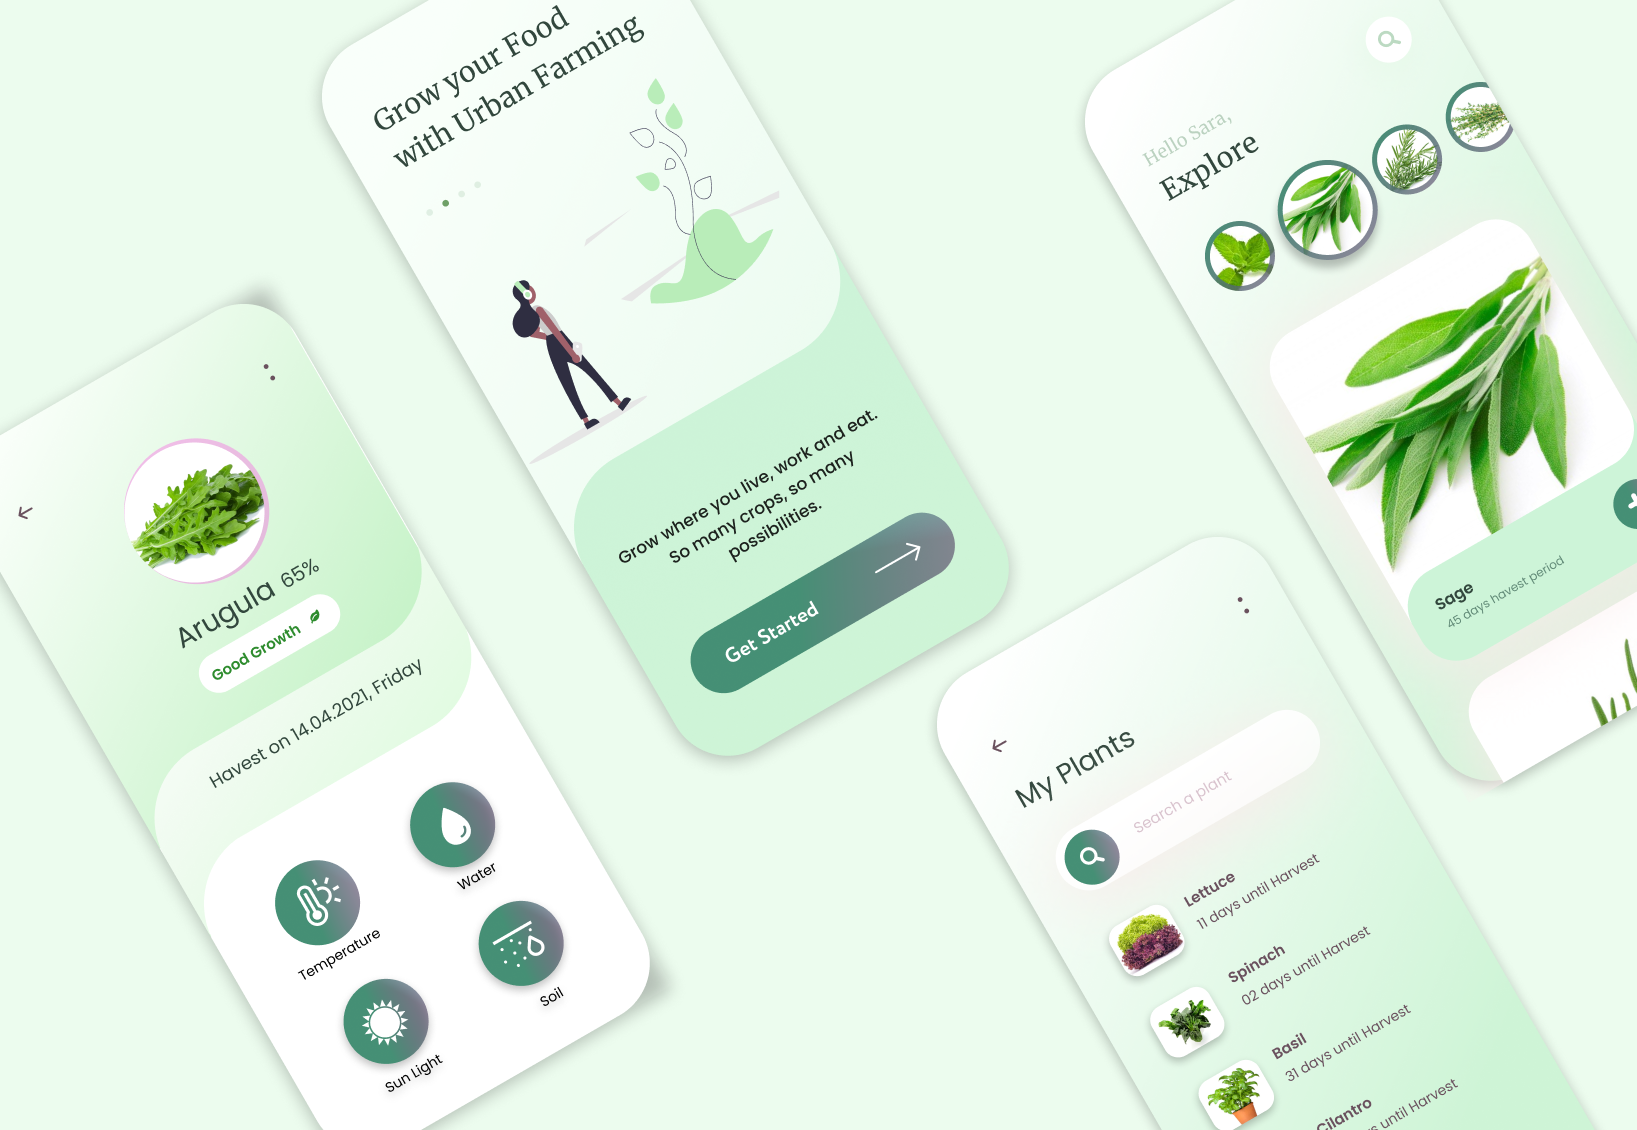 Grow your Food
with Urban Farming
Grow where you live, work and eat.
So many crops, so many
possibilities.
Get Started
Arugula 65%
Good Growth
Havest on 14.04.2021, Friday
Temperature
Water
Sun Light
Soil
Hello Sara,
Explore
Sage
45 days havest period
My Plants
Search a plant
Lettuce
11 days until Harvest
Spinach
02 days until Harvest
Basil
31 days until Harvest
Cilantro
until Harvest